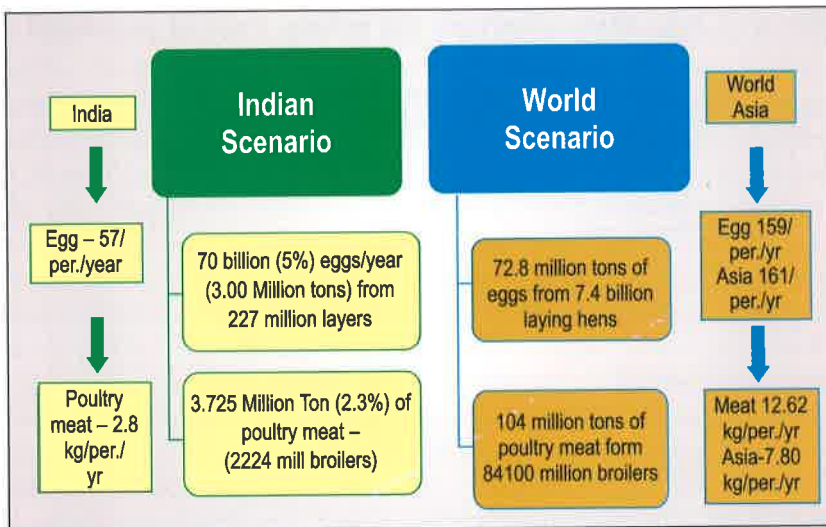 India
Egg – 57/
per./year
Poultry
meat – 2.8
kg/per./
yr
Indian
Scenario
70 billion (5%) eggs/year
(3.00 Million tons) from
227 million layers
3.725 Million Ton (2.3%) of
poultry meat –
(2224 mill broilers)
World
Scenario
72.8 million tons of
eggs from 7.4 billion
laying hens
104 million tons of
poultry meat form
84100 million broilers
World
Asia
Egg 159/
per./yr
Asia 161/
per./yr
Meat 12.62
kg/per./yr
Asia-7.80
kg/per./yr